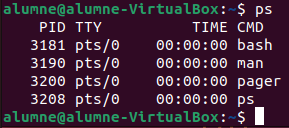 alumne@alumne-VirtualBox:~$ ps
    PID TTY          TIME CMD
   3181 pts/0    00:00:00 bash
   3190 pts/0    00:00:00 man
   3200 pts/0    00:00:00 pager
   3208 pts/0    00:00:00 ps
alumne@alumne-VirtualBox:~$